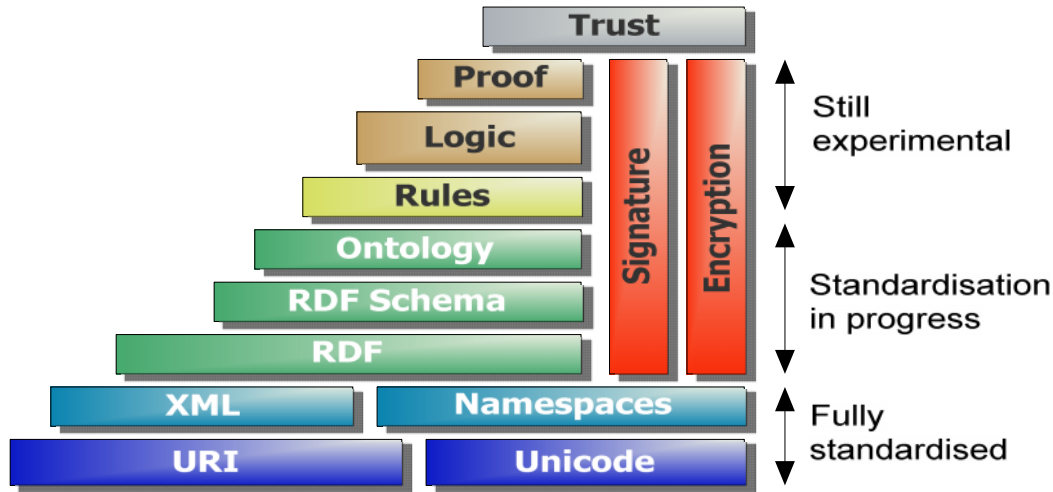 Trust
Proof
Logic
Rules
Ontology
RDF Schema
RDF
Signature
Encryption
XML
Namespaces
URI
Unicode
Still
experimental
Standardisation
in progress
Fully
standardised